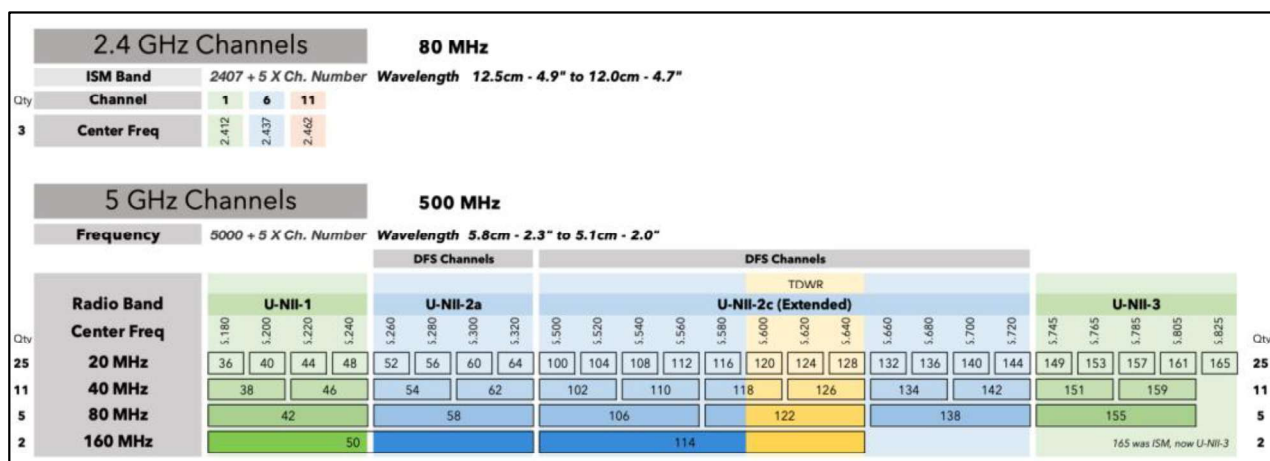 2.4 GHz Channels 80 MHz
ISM Band 2407 + 5 X Ch. Number Wavelength 12.5cm - 4.9" to 12.0cm - 4.7"
Qty Channel 1 6 11
3 Center Freq 2.412 2.437 2.462
5 GHz Channels 500 MHz
Frequency 5000 + 5 X Ch. Number Wavelength 5.8cm - 2.3" to 5.1cm - 2.0"
DFS Channels DFS Channels
TDWR
Radio Band U-NII-1 U-NII-2a U-NII-2c (Extended) U-NII-3
Qty Center Freq 5.180 5.200 5.220 5.240 5.260 5.280 5.300 5.320 5.500 5.520 5.540 5.560 5.580 5.600 5.620 5.640 5.660 5.680 5.700 5.720 5.745 5.765 5.785 5.805 5.825 Qty
25 20 MHz 36 40 44 48 52 56 60 64 100 104 108 112 116 120 124 128 132 136 140 144 149 153 157 161 165 25
11 40 MHz 38 46 54 62 102 110 118 126 134 142 151 159 11
5 80 MHz 42 58 106 122 138 155 5
2 160 MHz 50 114 165 was ISM, now U-NII-3 2